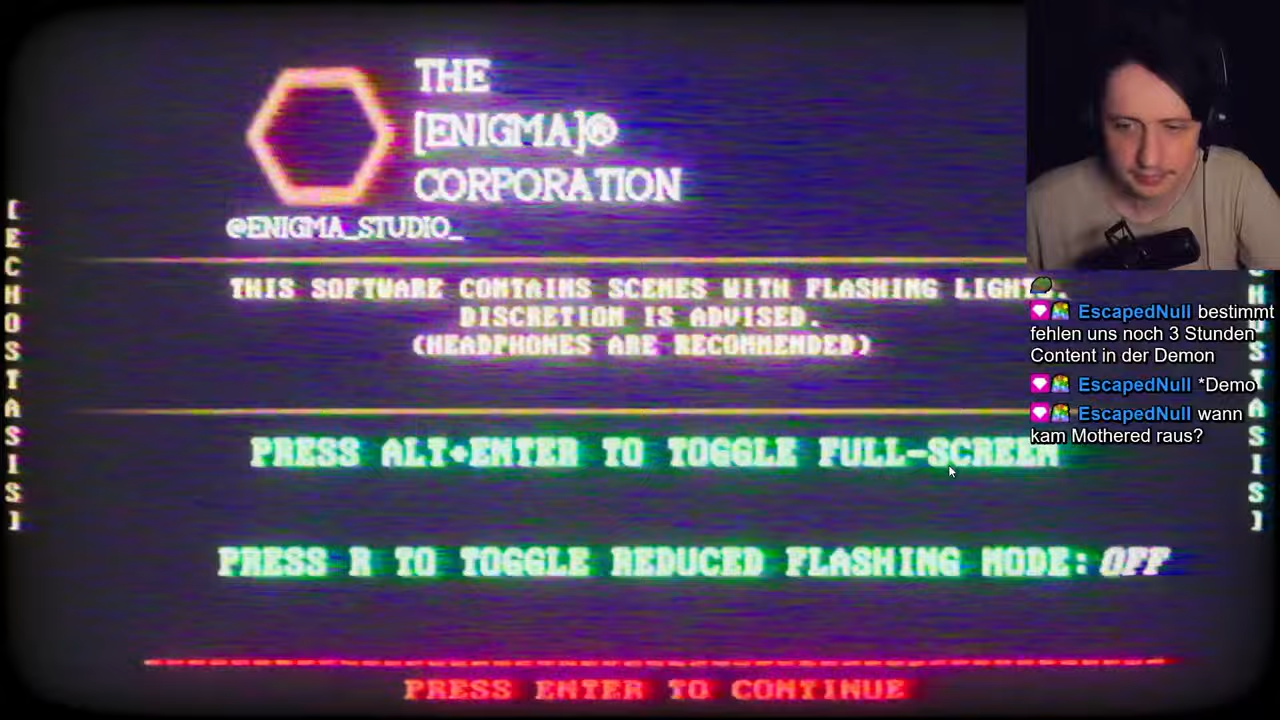 THE
[ENIGMA]®
CORPORATION
@ENIGMA_STUDIO_
[ECHOSTASIS]
THIS SOFTWARE CONTAINS SCENES WITH FLASHING LIGHTS.
DISCRETION IS ADVISED.
(HEADPHONES ARE RECOMMENDED)
PRESS ALT+ENTER TO TOGGLE FULL-SCREEN
PRESS R TO TOGGLE REDUCED FLASHING MODE: OFF
PRESS ENTER TO CONTINUE
EscapedNull bestimmt
fehlen uns noch 3 Stunden
Content in der Demon
EscapedNull *Demo
EscapedNull wann
kam Mothered raus?